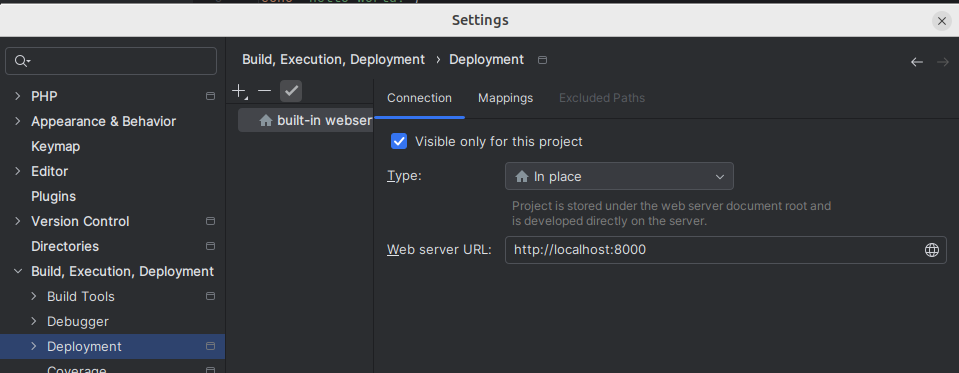 Settings
Build, Execution, Deployment › Deployment
PHP
Appearance & Behavior
Keymap
Editor
Plugins
Version Control
Directories
Build, Execution, Deployment
Build Tools
Debugger
Deployment
Coverage
built-in webser
Connection Mappings Excluded Paths
Visible only for this project
Type: In place
Project is stored under the web server document root and
is developed directly on the server.
Web server URL: http://localhost:8000